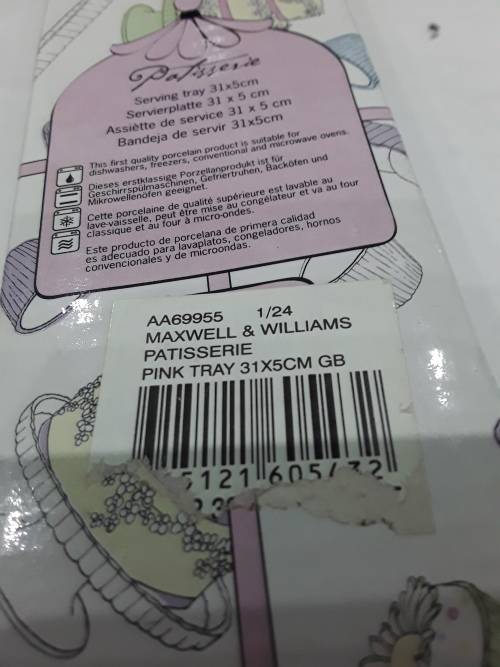 Patisserie
Serving tray 31x5cm
Servierplatte 31 x 5 cm
Assiètte de service 31 x 5 cm
Bandeja de servir 31x5cm
This first quality porcelain product is suitable for
dishwashers, freezers, conventional and microwave ovens.
Dieses erstklassige Porzellanprodukt ist für
Geschirrspülmaschinen, Gefriertruhen, Backöfen und
Mikrowellenöfen geeignet.
Cette porcelaine de qualité supérieure est lavable au
lave-vaisselle, peut être mise au congélateur et va au four
classique et au four à micro-ondes.
Este producto de porcelana de primera calidad
es adecuado para lavaplatos, congeladores, hornos
convencionales y de microondas.
AA69955 1/24
MAXWELL & WILLIAMS
PATISSERIE
PINK TRAY 31X5CM GB